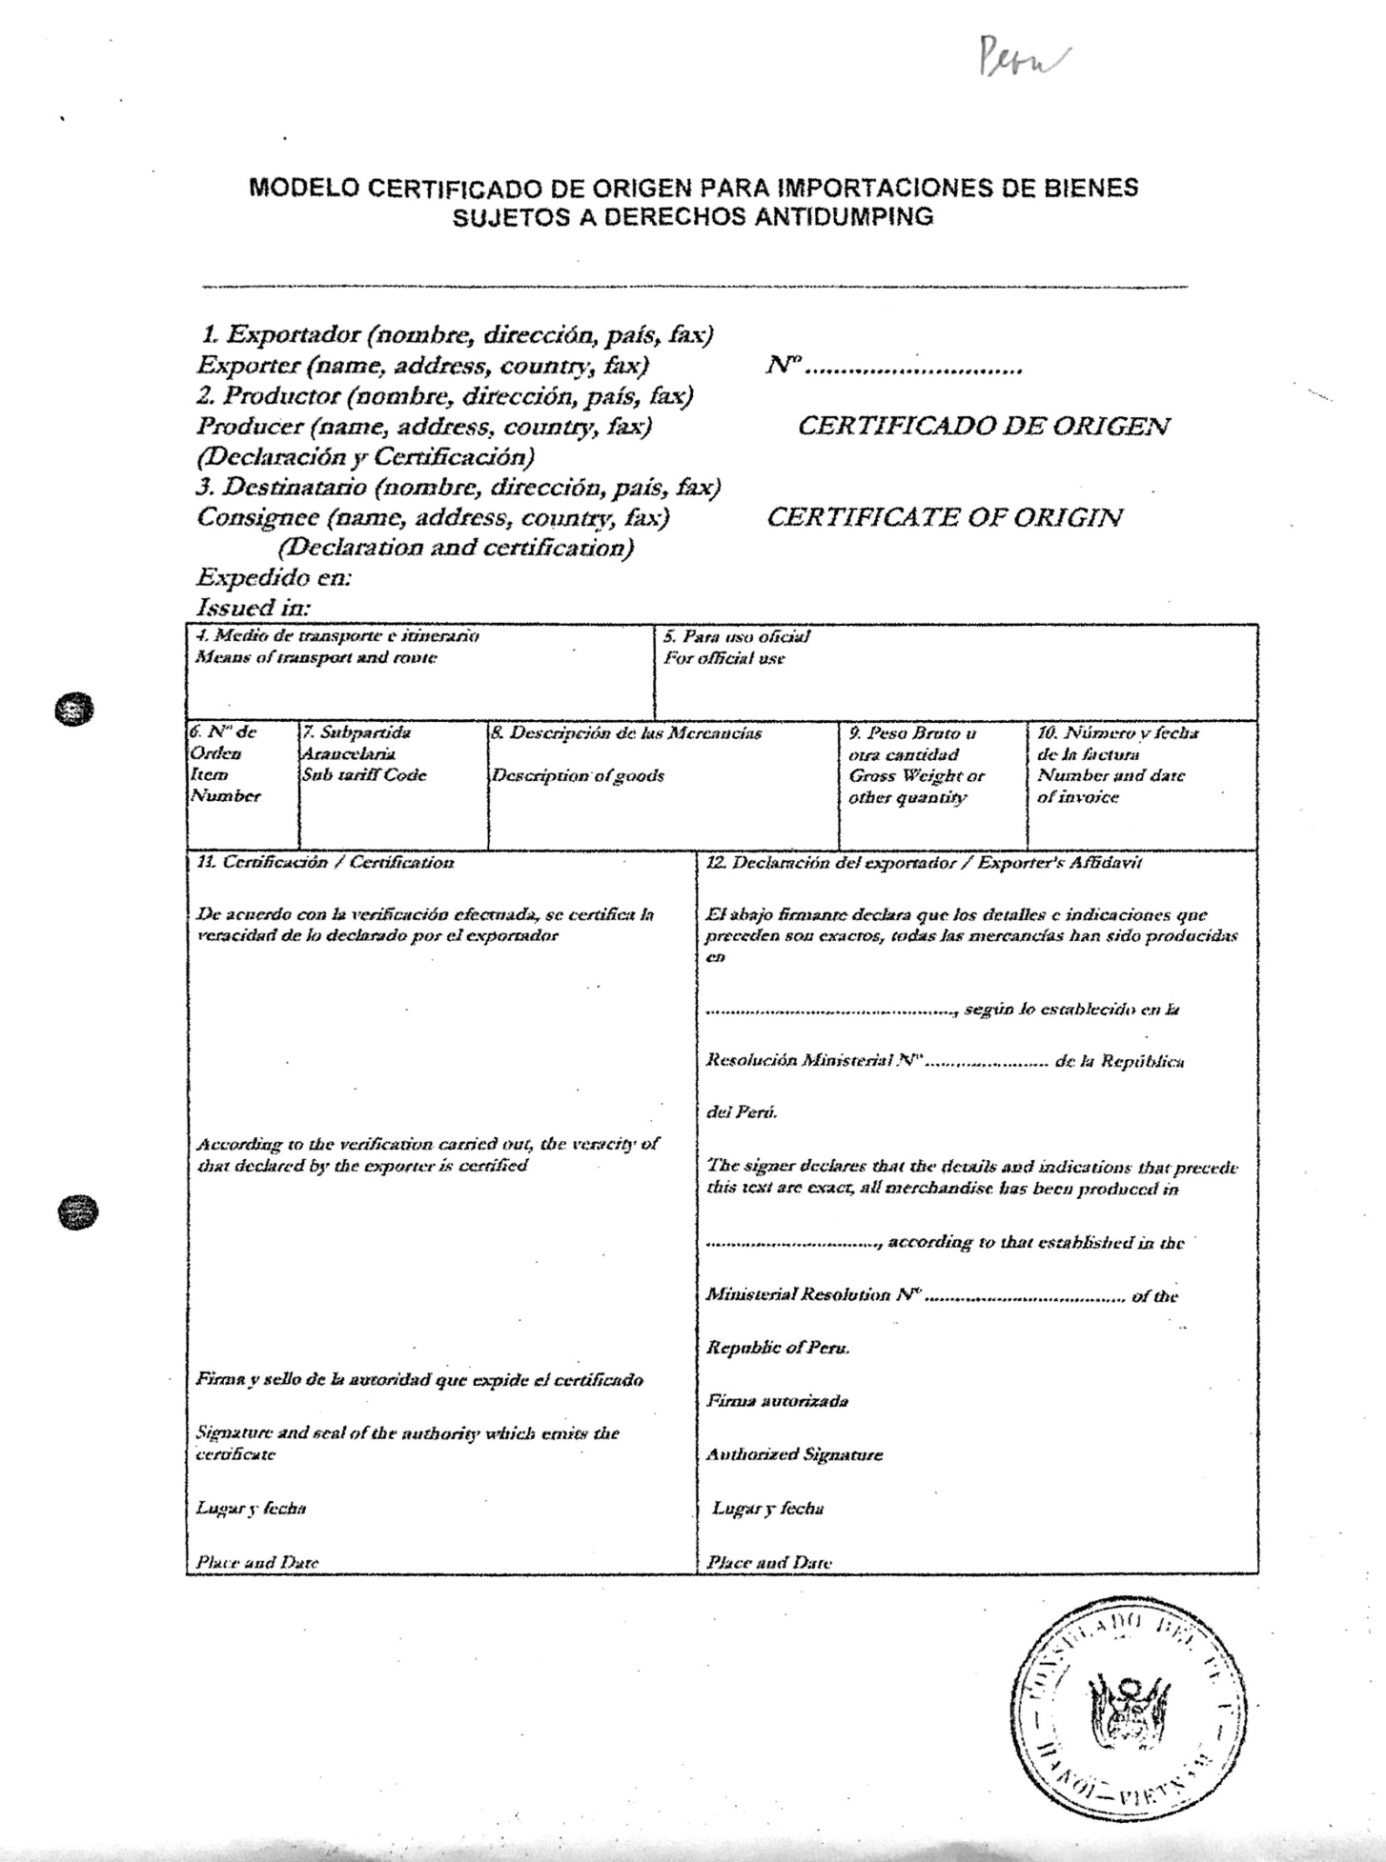 Peru
MODELO CERTIFICADO DE ORIGEN PARA IMPORTACIONES DE BIENES
SUJETOS A DERECHOS ANTIDUMPING
1. Exportador (nombre, dirección, país, fax)
Exporter (name, address, country, fax)
Nº..............................
2. Productor (nombre, dirección, país, fax)
Producer (name, address, country, fax)
CERTIFICADO DE ORIGEN
(Declaración y Certificación)
3. Destinatario (nombre, dirección, país, fax)
Consignee (name, address, country, fax)
CERTIFICATE OF ORIGIN
(Declaration and certification)
Expedido en:
Issued in:
4. Medio de transporte e itinerario
Means of transport and route
5. Para uso oficial
For official use
6. Nº de
Orden
Item
Number
7. Subpartida
Arancelaria
Sub tariff Code
8. Descripción de las Mercancías
Description of goods
9. Peso Bruto u
otra cantidad
Gross Weight or
other quantity
10. Número y fecha
de la factura
Number and date
of invoice
11. Certificación / Certification
De acuerdo con la verificación efectuada, se certifica la
veracidad de lo declarado por el exportador
According to the verification carried out, the veracity of
that declared by the exporter is certified
Firma y sello de la autoridad que expide el certificado
Signature and seal of the authority which emits the
certificate
Lugar y fecha
Place and Date
12. Declaración del exportador / Exporter's Affidavit
El abajo firmante declara que los detalles e indicaciones que
preceden son exactos, todas las mercancías han sido producidas
en
............................................, según lo establecido en la
Resolución Ministerial Nº....................... de la República
del Perú.
The signer declares that the details and indications that precede
this text are exact, all merchandise has been produced in
..............................., according to that established in the
Ministerial Resolution Nº .................................... of the
Republic of Peru.
Firma autorizada
Authorized Signature
Lugar y fecha
Place and Date
CONSULADO DEL PERU
HANOI - VIETNAM